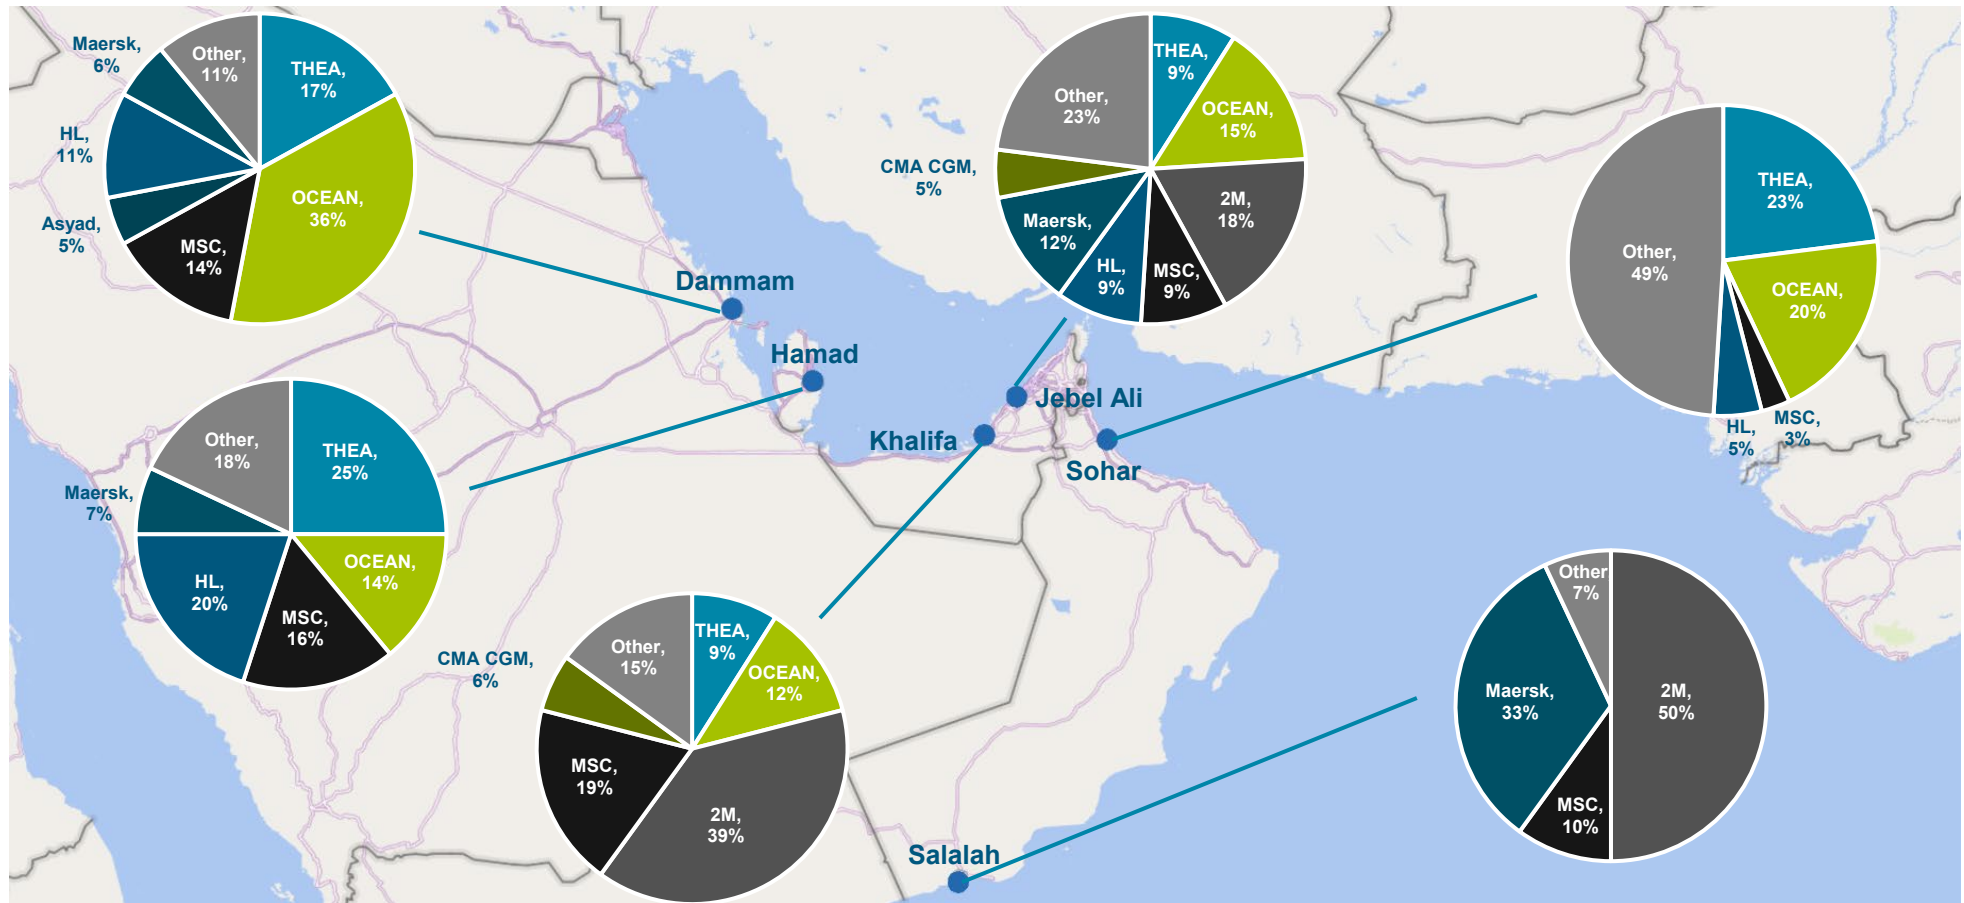 Maersk,
6%
Other,
11%
THEA,
17%
HL,
11%
OCEAN,
36%
Asyad,
5%
MSC,
14%
THEA,
9%
Other,
23%
OCEAN,
15%
CMA CGM,
5%
2M,
18%
Maersk,
12%
HL,
9%
MSC,
9%
THEA,
23%
Other,
49%
OCEAN,
20%
HL,
5%
MSC,
3%
Dammam
Hamad
Jebel Ali
Khalifa
Sohar
Other,
18%
THEA,
25%
Maersk,
7%
OCEAN,
14%
HL,
20%
MSC,
16%
CMA CGM,
6%
Other,
15%
THEA,
9%
OCEAN,
12%
MSC,
19%
2M,
39%
Other
7%
Maersk,
33%
2M,
50%
MSC,
10%
Salalah